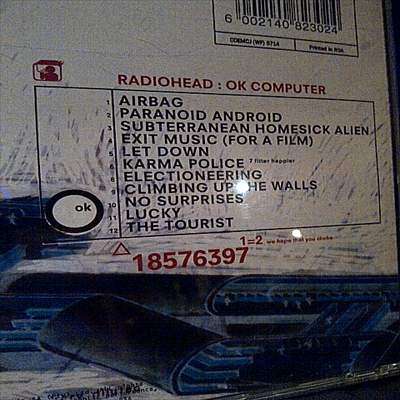 6 002140 823024
CDEMCJ (WF) 5714
Printed in RSA
RADIOHEAD : OK COMPUTER
1 AIRBAG
2 PARANOID ANDROID
3 SUBTERRANEAN HOMESICK ALIEN
4 EXIT MUSIC (FOR A FILM)
5 LET DOWN
6 KARMA POLICE 7 fitter happier
8 ELECTIONEERING
9 CLIMBING UP THE WALLS
10 NO SURPRISES
11 LUCKY
12 THE TOURIST
ok
1=2 we hope that you choke
18576397